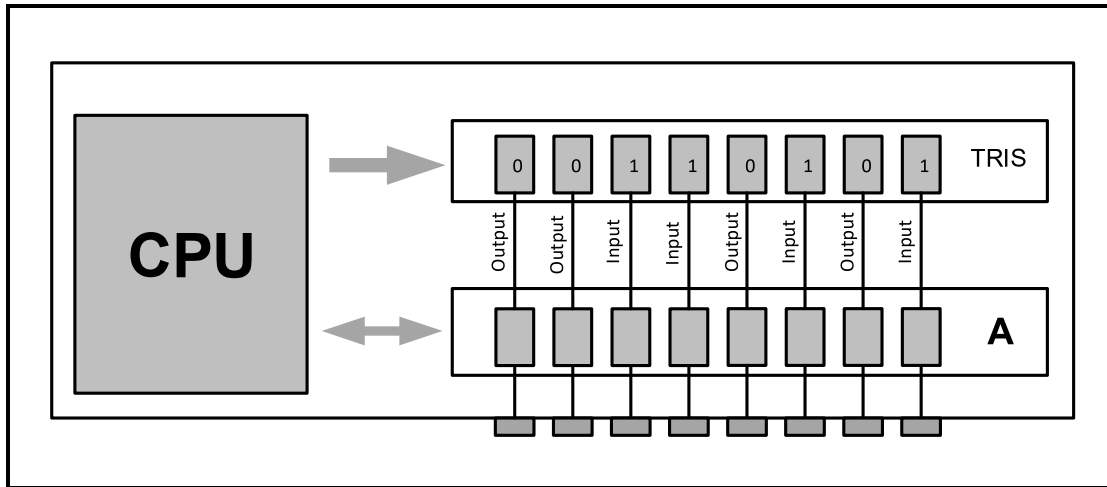 0 0 1 1 0 1 0 1 TRIS
Output Output Input Input Output Input Output Input
CPU
A